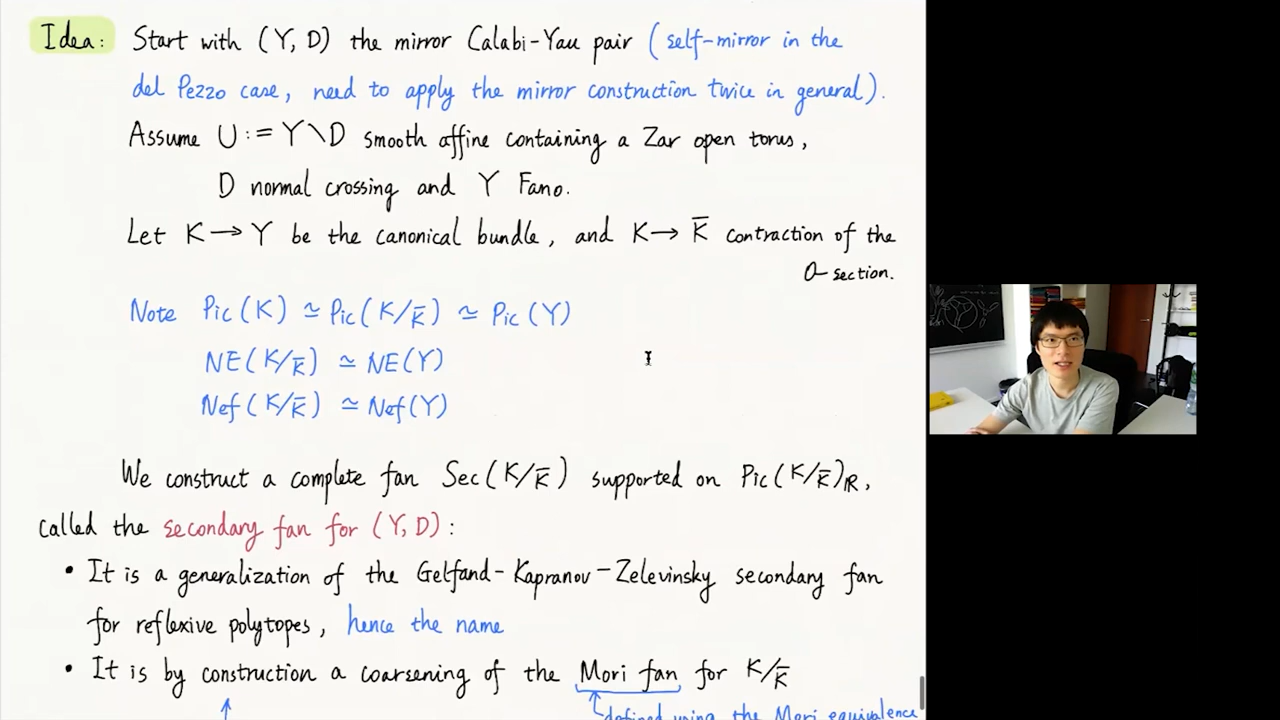 Idea: Start with (Y, D) the mirror Calabi-Yau pair (self-mirror in the
del Pezzo case, need to apply the mirror construction twice in general).
Assume U := Y \ D smooth affine containing a Zar open torus,
D normal crossing and Y Fano.
Let K → Y be the canonical bundle, and K → K̄ contraction of the
0-section.
Note Pic(K) ≃ Pic(K/K̄) ≃ Pic(Y)
NE(K/K̄) ≃ NE(Y)
Nef(K/K̄) ≃ Nef(Y)
We construct a complete fan Sec(K/K̄) supported on Pic(K/K̄)_ℝ,
called the secondary fan for (Y, D):
• It is a generalization of the Gelfand-Kapranov-Zelevinsky secondary fan
for reflexive polytopes, hence the name
• It is by construction a coarsening of the Mori fan for K/K̄
defined using the Mori equivalence